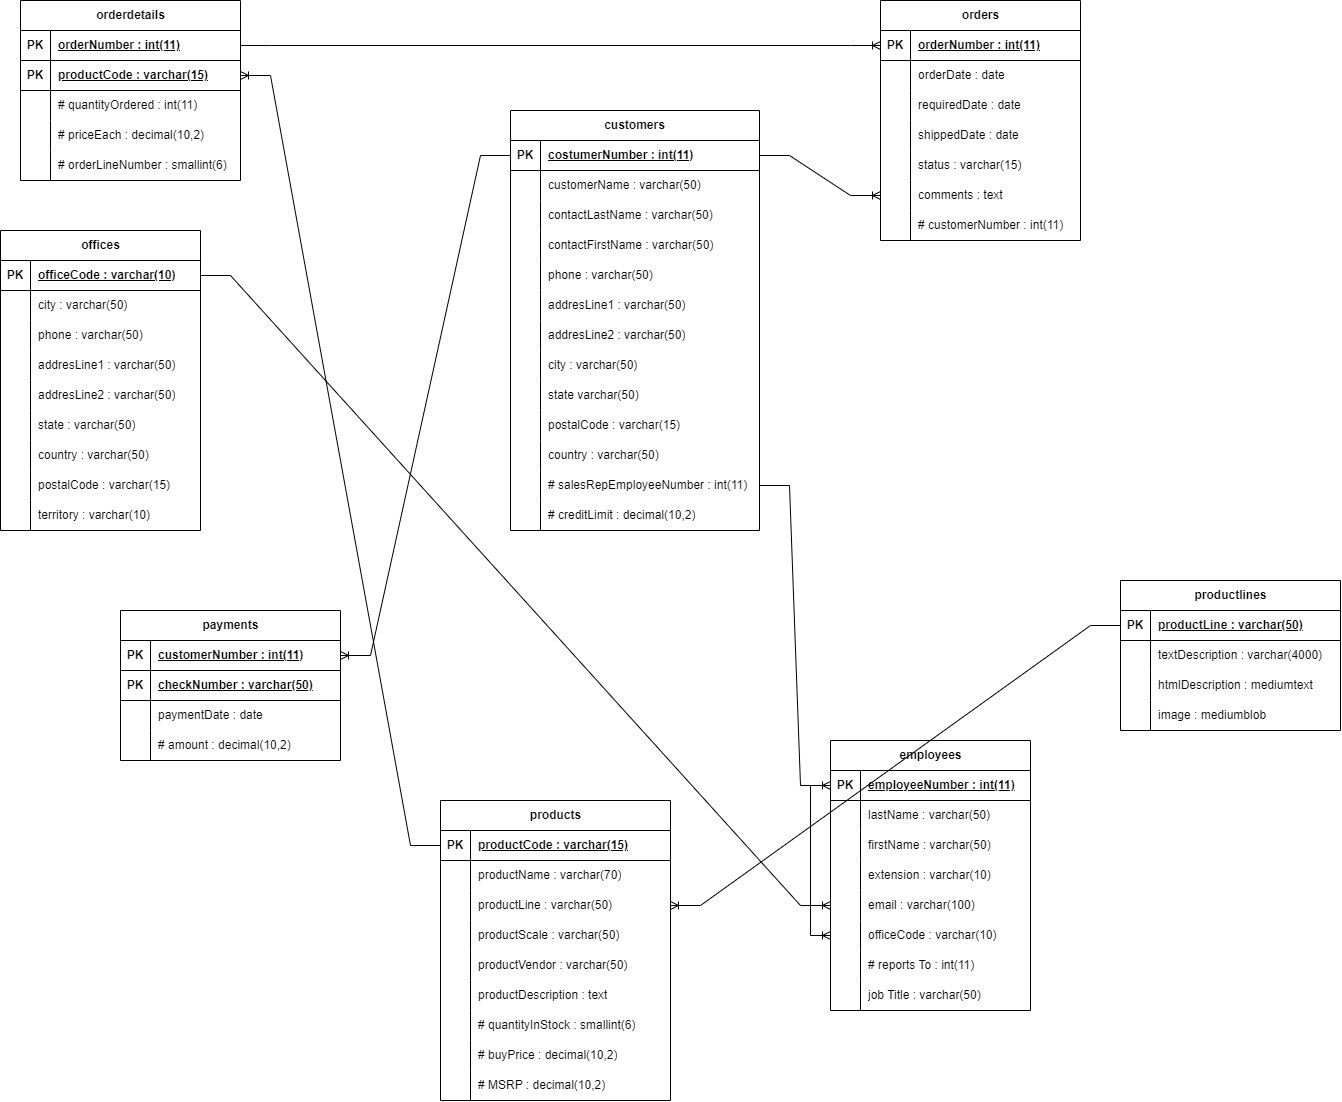 orderdetails
PK orderNumber : int(11)
PK productCode : varchar(15)
# quantityOrdered : int(11)
# priceEach : decimal(10,2)
# orderLineNumber : smallint(6)
orders
PK orderNumber : int(11)
orderDate : date
requiredDate : date
shippedDate : date
status : varchar(15)
comments : text
# customerNumber : int(11)
customers
PK costumerNumber : int(11)
customerName : varchar(50)
contactLastName : varchar(50)
contactFirstName : varchar(50)
phone : varchar(50)
addresLine1 : varchar(50)
addresLine2 : varchar(50)
city : varchar(50)
state varchar(50)
postalCode : varchar(15)
country : varchar(50)
# salesRepEmployeeNumber : int(11)
# creditLimit : decimal(10,2)
offices
PK officeCode : varchar(10)
city : varchar(50)
phone : varchar(50)
addresLine1 : varchar(50)
addresLine2 : varchar(50)
state : varchar(50)
country : varchar(50)
postalCode : varchar(15)
territory : varchar(10)
payments
PK customerNumber : int(11)
PK checkNumber : varchar(50)
paymentDate : date
# amount : decimal(10,2)
productlines
PK productLine : varchar(50)
textDescription : varchar(4000)
htmlDescription : mediumtext
image : mediumblob
employees
PK employeeNumber : int(11)
lastName : varchar(50)
firstName : varchar(50)
extension : varchar(10)
email : varchar(100)
officeCode : varchar(10)
# reports To : int(11)
job Title : varchar(50)
products
PK productCode : varchar(15)
productName : varchar(70)
productLine : varchar(50)
productScale : varchar(50)
productVendor : varchar(50)
productDescription : text
# quantityInStock : smallint(6)
# buyPrice : decimal(10,2)
# MSRP : decimal(10,2)